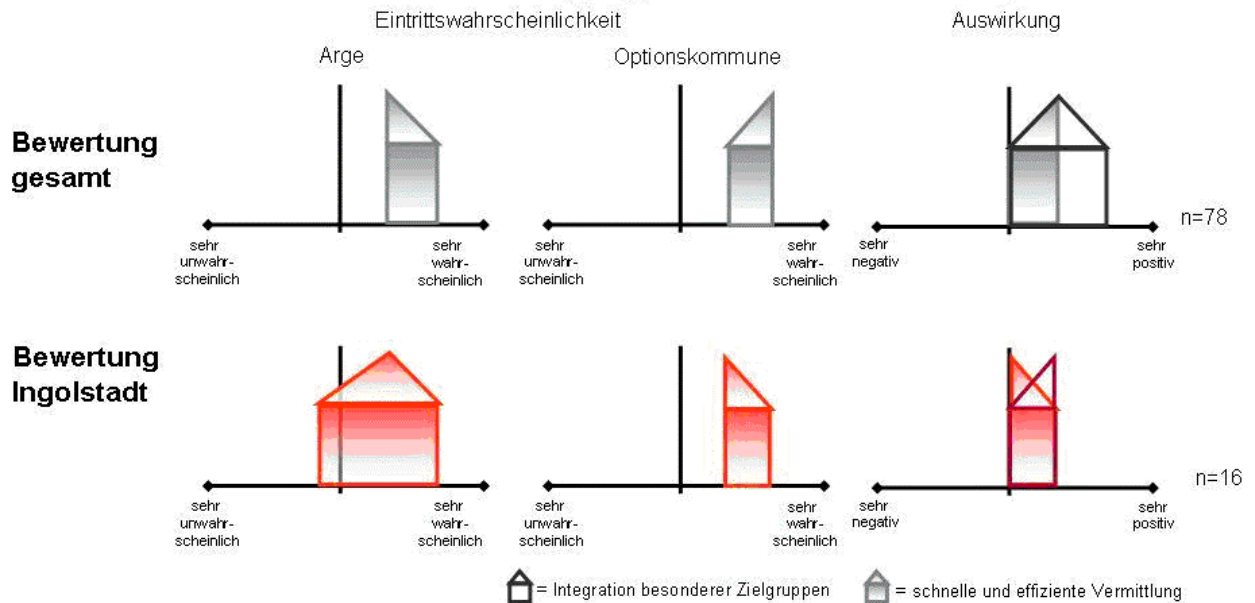 Eintrittswahrscheinlichkeit
Auswirkung
Arge
Optionskommune
Bewertung
gesamt
sehr
unwahr-
scheinlich
sehr
wahr-
scheinlich
sehr
unwahr-
scheinlich
sehr
wahr-
scheinlich
sehr
negativ
sehr
positiv
n=78
Bewertung
Ingolstadt
sehr
unwahr-
scheinlich
sehr
wahr-
scheinlich
sehr
unwahr-
scheinlich
sehr
wahr-
scheinlich
sehr
negativ
sehr
positiv
n=16
= Integration besonderer Zielgruppen
= schnelle und effiziente Vermittlung